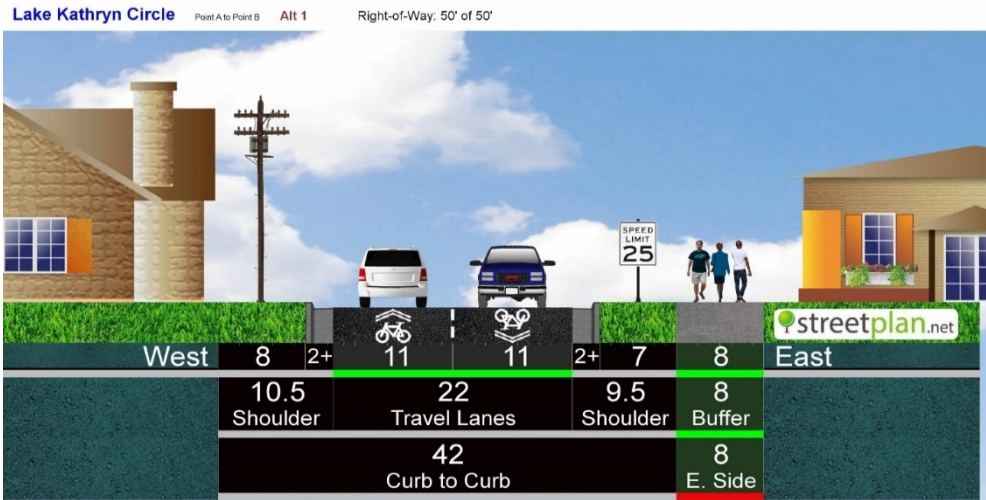 Lake Kathryn Circle Point A to Point B Alt 1 Right-of-Way: 50' of 50'
SPEED
LIMIT
25
streetplan.net
West 8 2+ 11 11 2+ 7 8 East
10.5 22 9.5 8
Shoulder Travel Lanes Shoulder Buffer
42 8
Curb to Curb E. Side